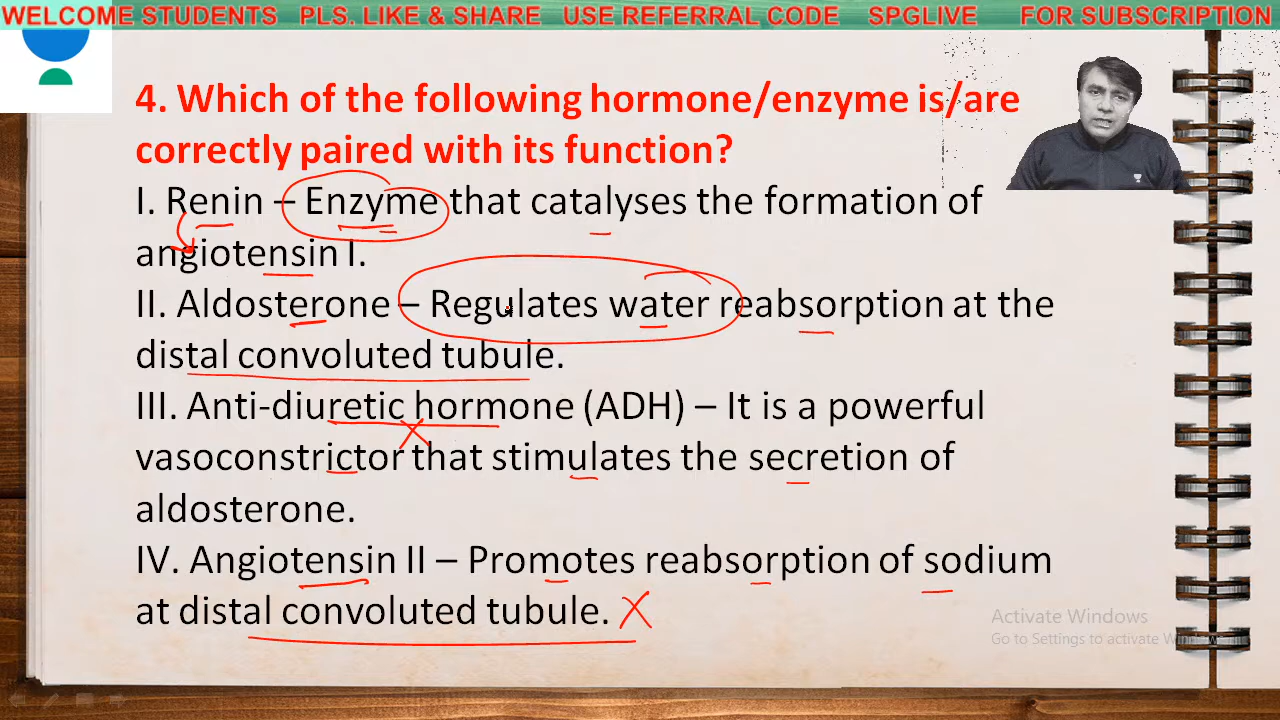 WELCOME STUDENTS PLS. LIKE & SHARE USE REFERRAL CODE SPGLIVE FOR SUBSCRIPTION
4. Which of the following hormone/enzyme is/are
correctly paired with its function?
I. Renin – Enzyme that catalyses the formation of
angiotensin I.
II. Aldosterone – Regulates water reabsorption at the
distal convoluted tubule.
III. Anti-diuretic hormone (ADH) – It is a powerful
vasoconstrictor that stimulates the secretion of
aldosterone.
IV. Angiotensin II – Promotes reabsorption of sodium
at distal convoluted tubule. X
Activate Windows
Go to Settings to activate Windows.